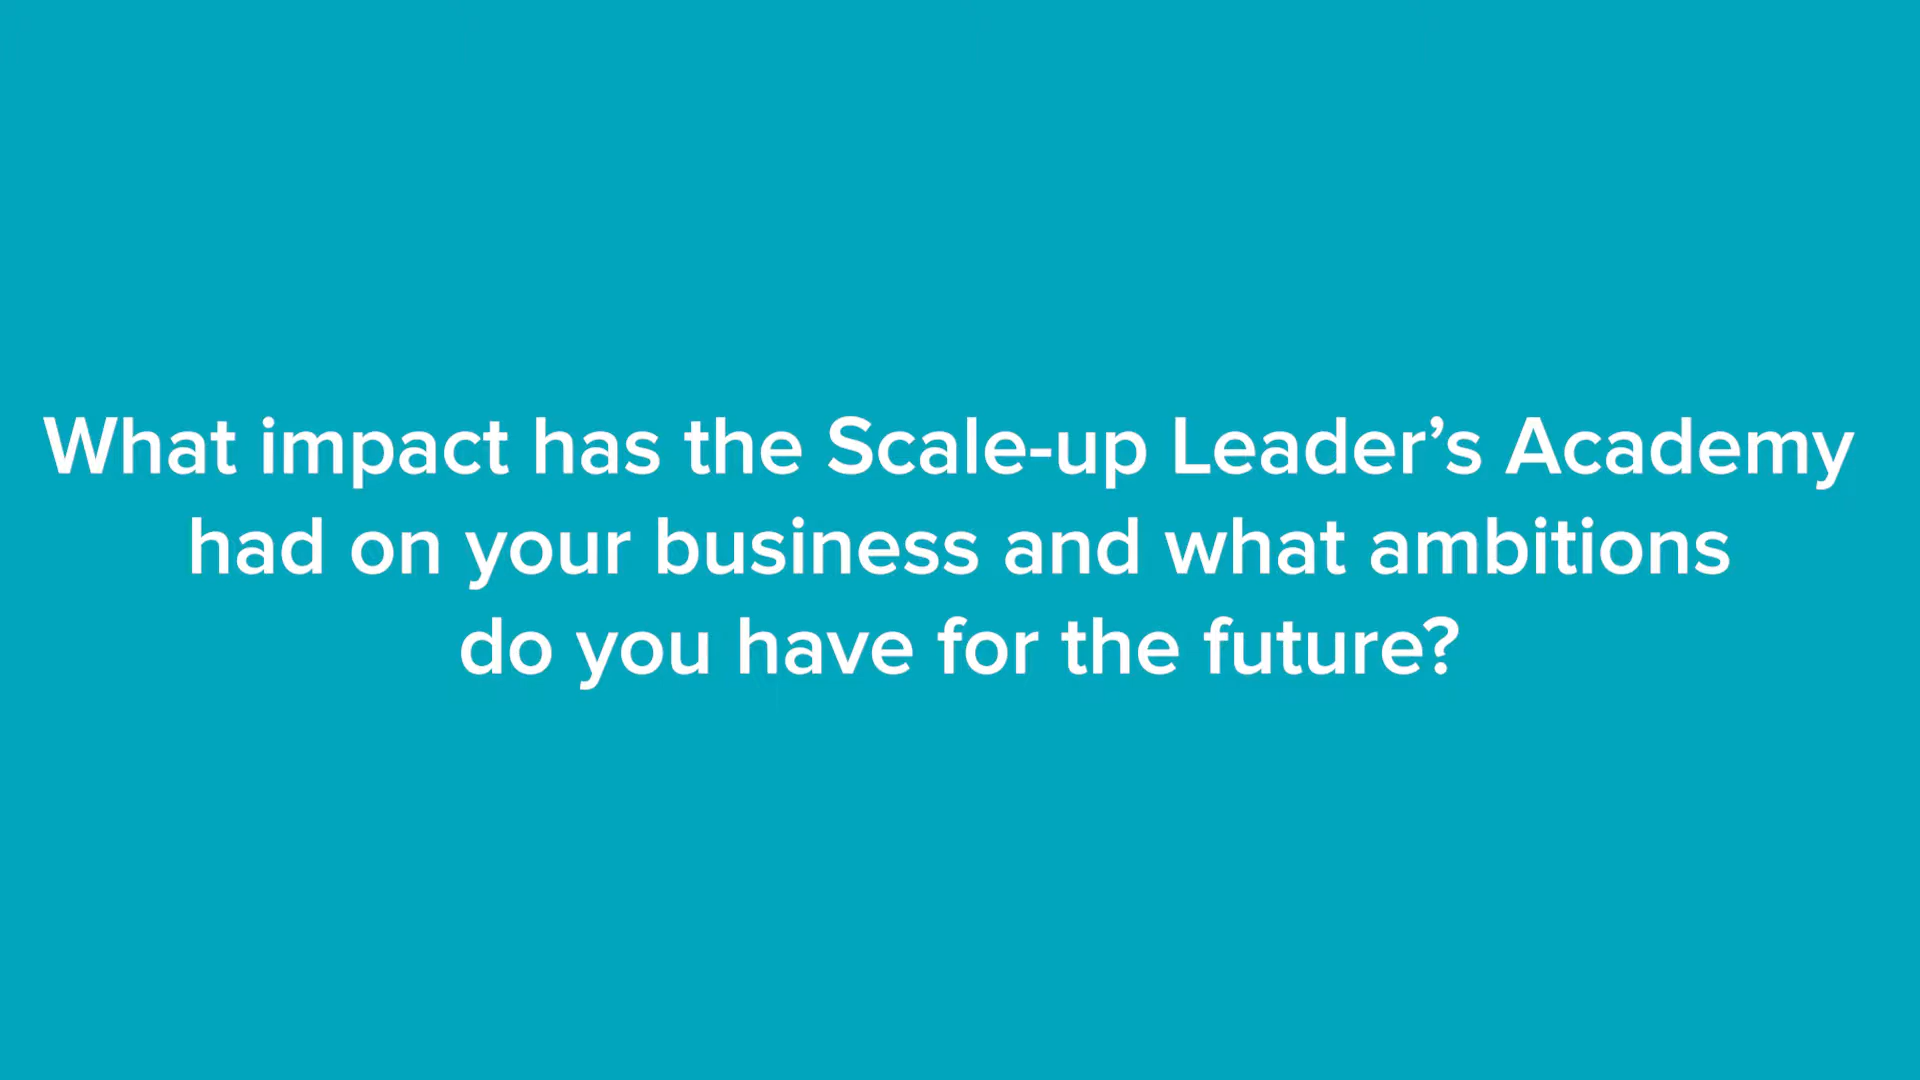 What impact has the Scale-up Leader’s Academy
had on your business and what ambitions
do you have for the future?